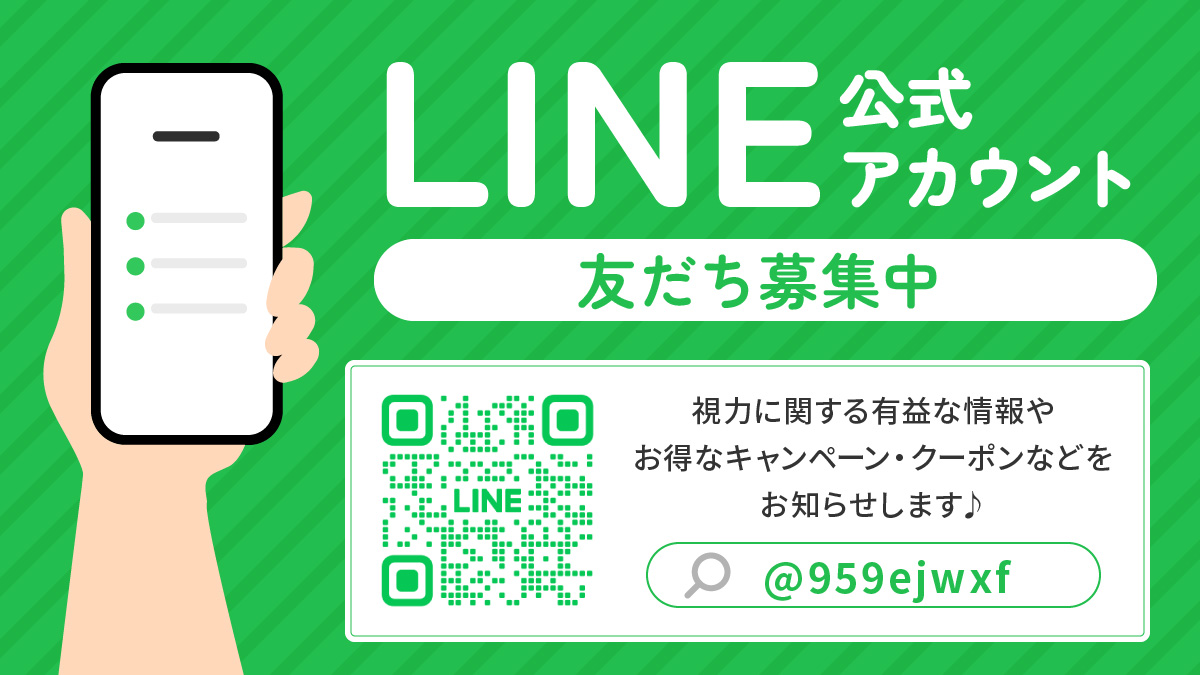 LINE 公式
アカウント
友だち募集中
視力に関する有益な情報や
お得なキャンペーン・クーポンなどを
お知らせします♪
LINE
@959ejwxf